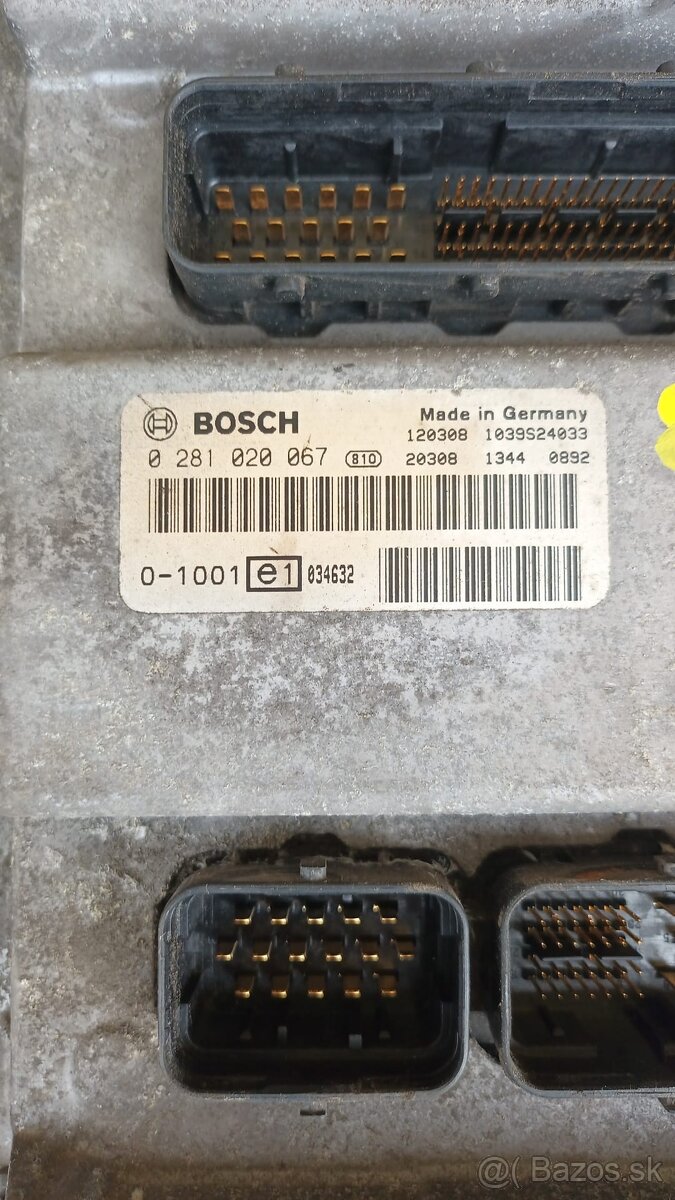 BOSCH Made in Germany
120308 1039S24033
0 281 020 067 810 20308 1344 0892
0-1001 e1 034632
@( Bazos.sk